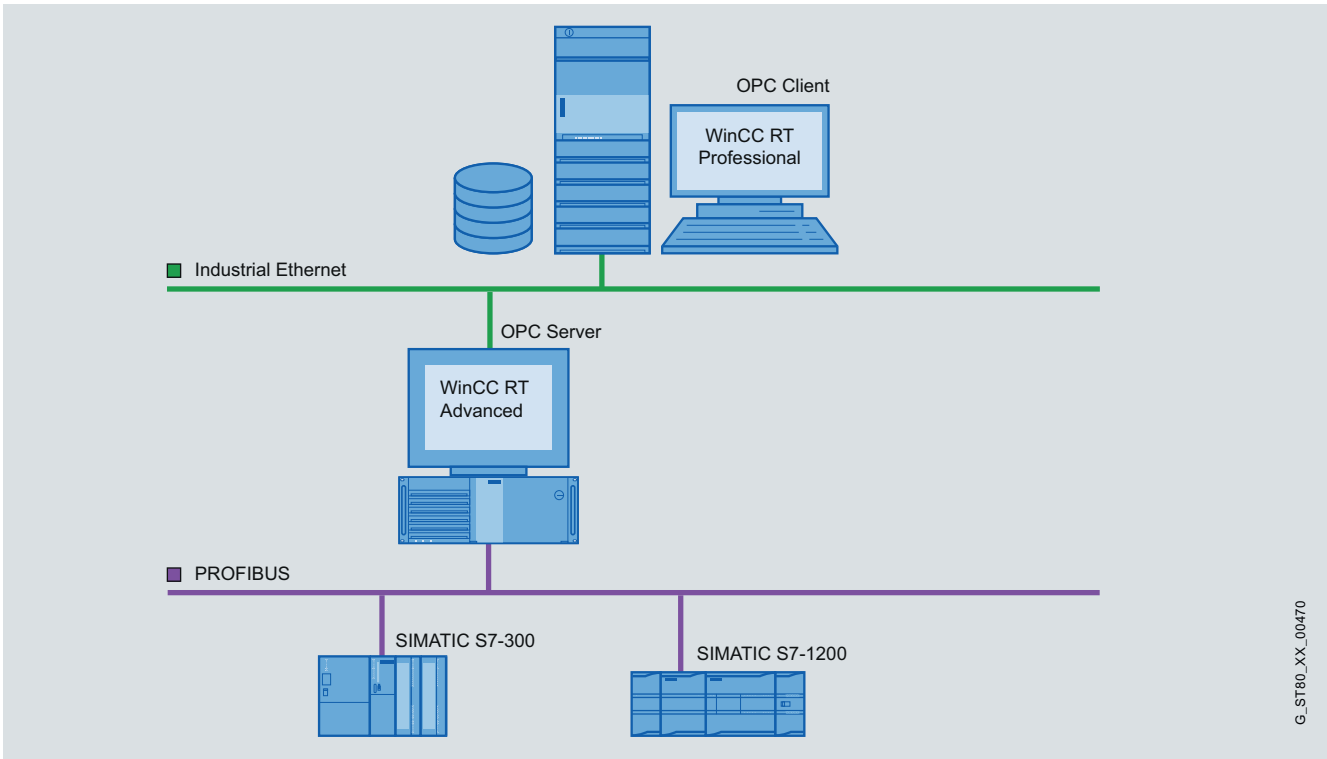 OPC Client
WinCC RT
Professional
Industrial Ethernet
OPC Server
WinCC RT
Advanced
PROFIBUS
SIMATIC S7-300
SIMATIC S7-1200
G_ST80_XX_00470